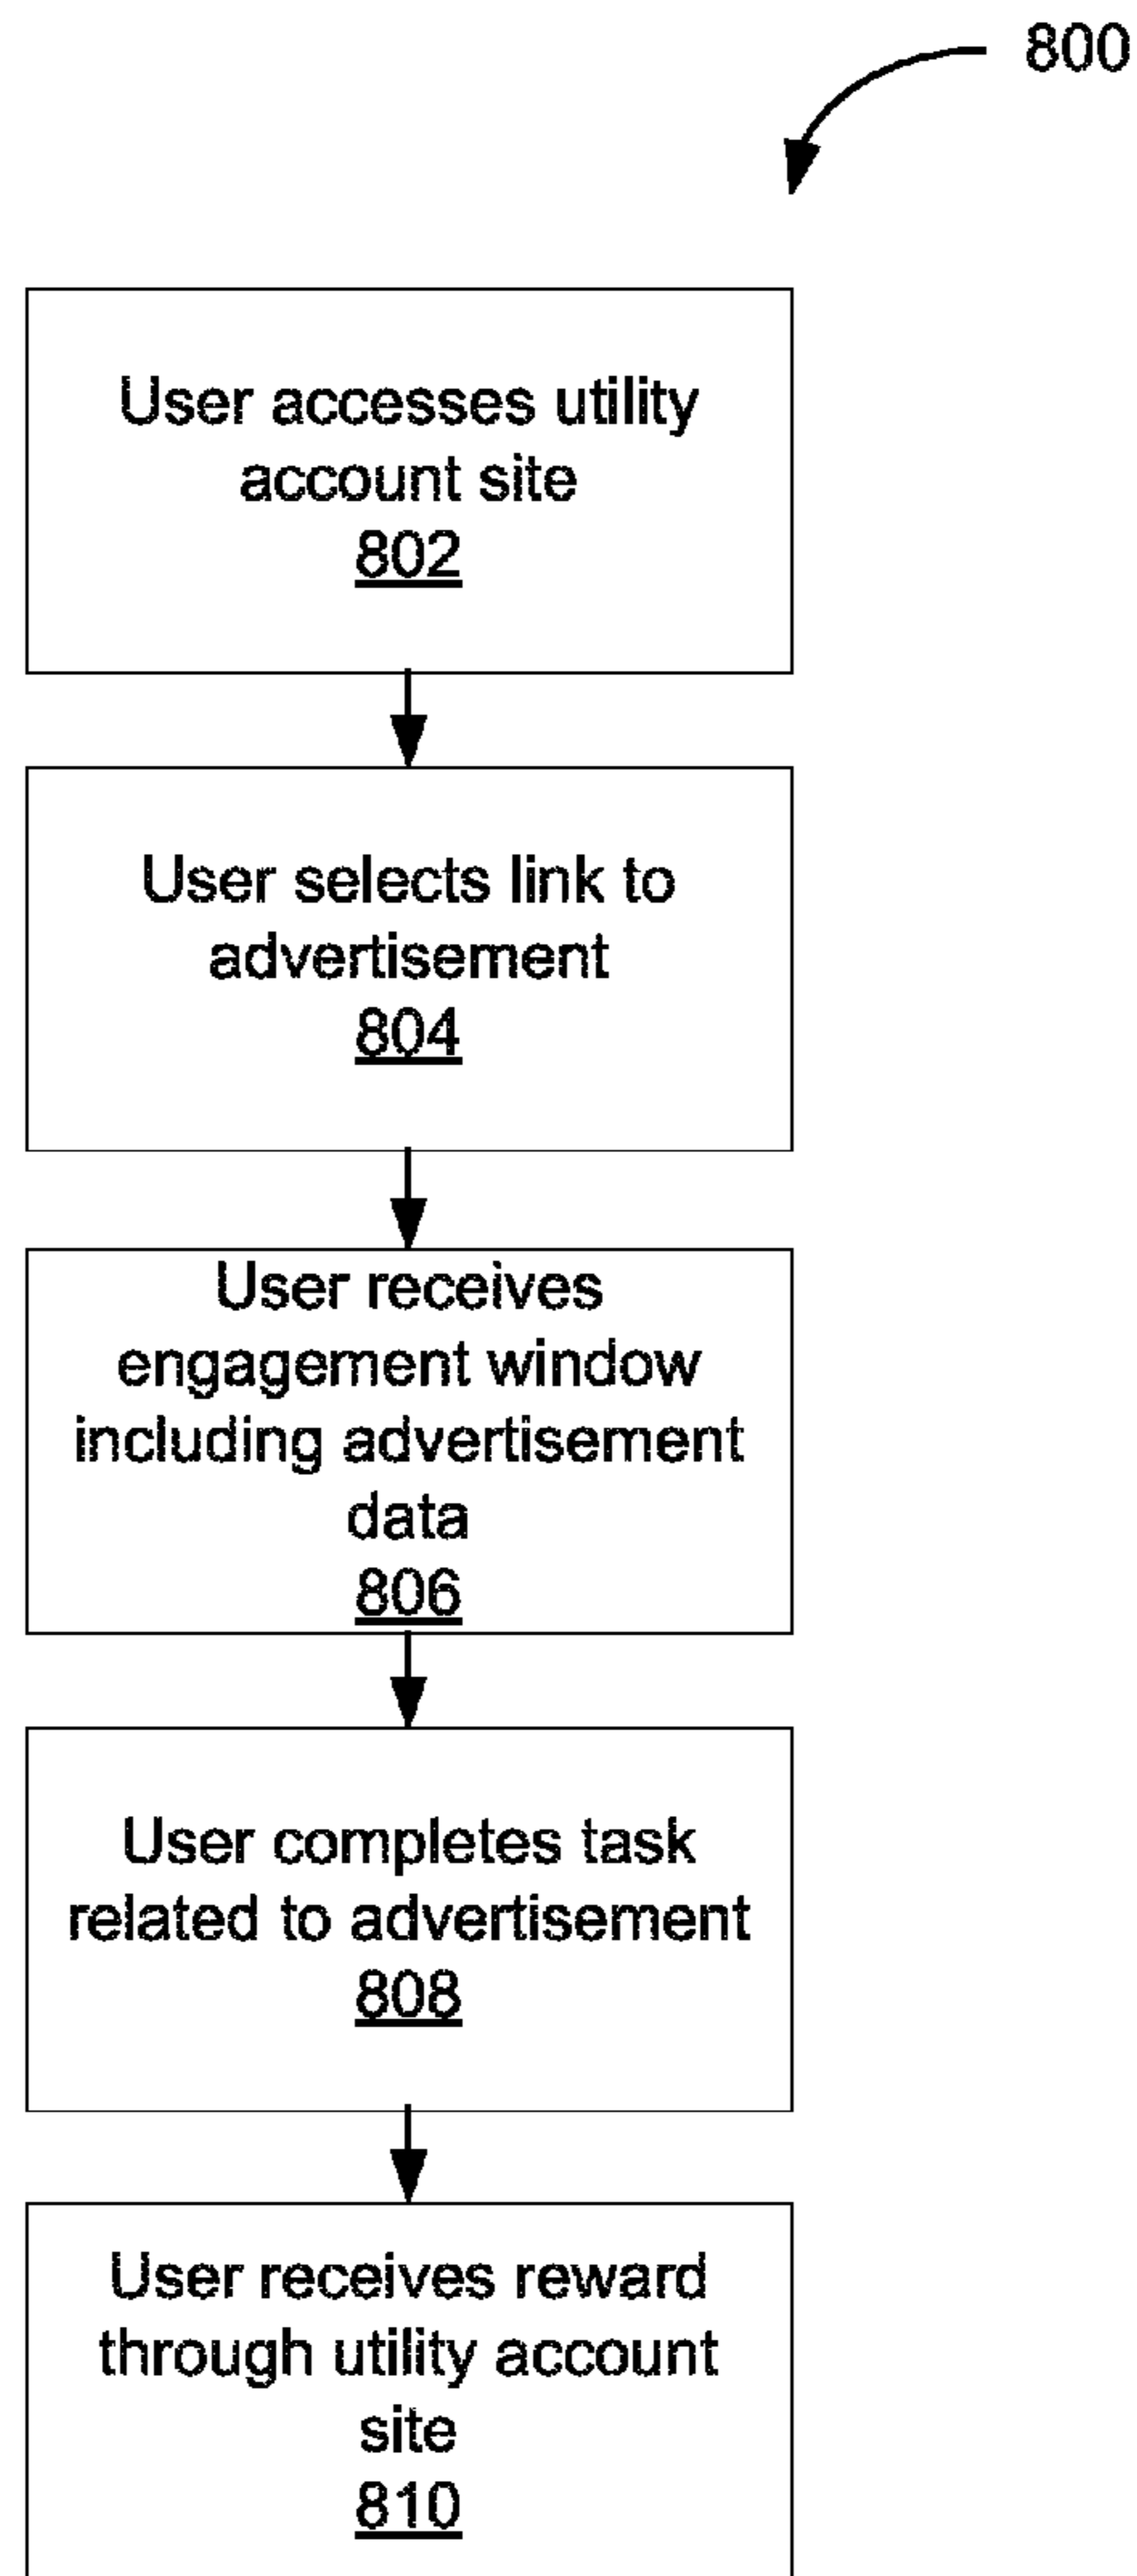 800
User accesses utility
account site
802
User selects link to
advertisement
804
User receives
engagement window
including advertisement
data
806
User completes task
related to advertisement
808
User receives reward
through utility account
site
810